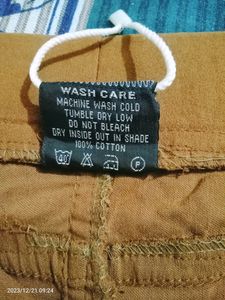 WASH CARE
MACHINE WASH COLD
TUMBLE DRY LOW
DO NOT BLEACH
DRY INSIDE OUT IN SHADE
100% COTTON
40
P
2023/12/21 09:24